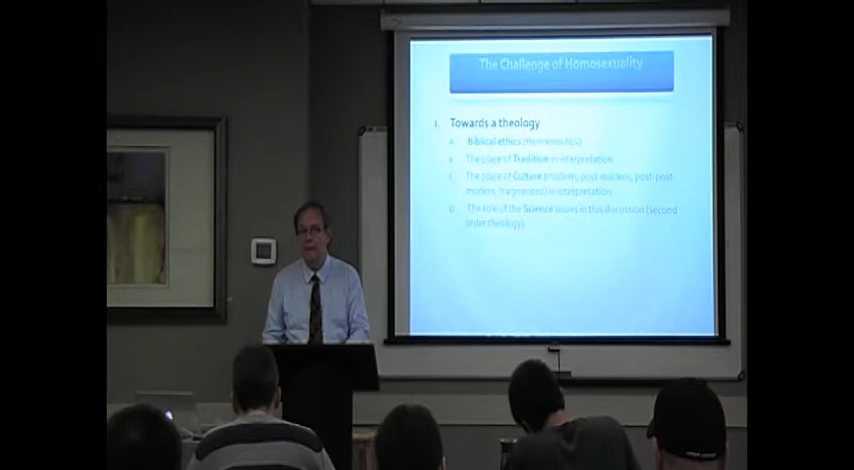 The Challenge of Homosexuality
I. Towards a theology
A. Biblical ethics (Hermeneutics)
B. The place of Tradition in interpretation
C. The place of Culture (modern, post-modern, post-post-
modern, fragmented) in interpretation
D. The role of the Science in this discussion (second
order theology)